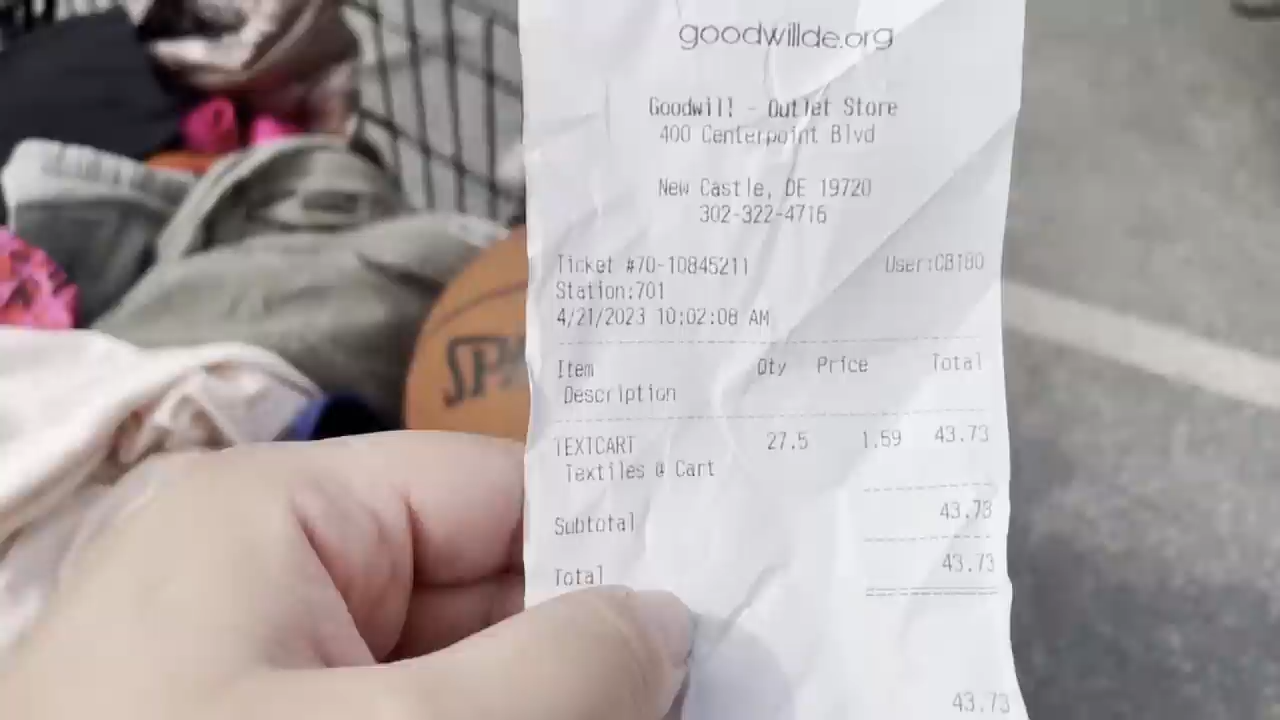 goodwillde.org
Goodwill - Outlet Store
400 Centerpoint Blvd
New Castle, DE 19720
302-322-4716
Ticket #70-10845211 User:CBT80
Station:701
4/21/2023 10:02:08 AM
Item Qty Price Total
Description
TEXTCART 27.5 1.59 43.73
Textiles @ Cart
Subtotal 43.73
Total 43.73
43.73
SPA